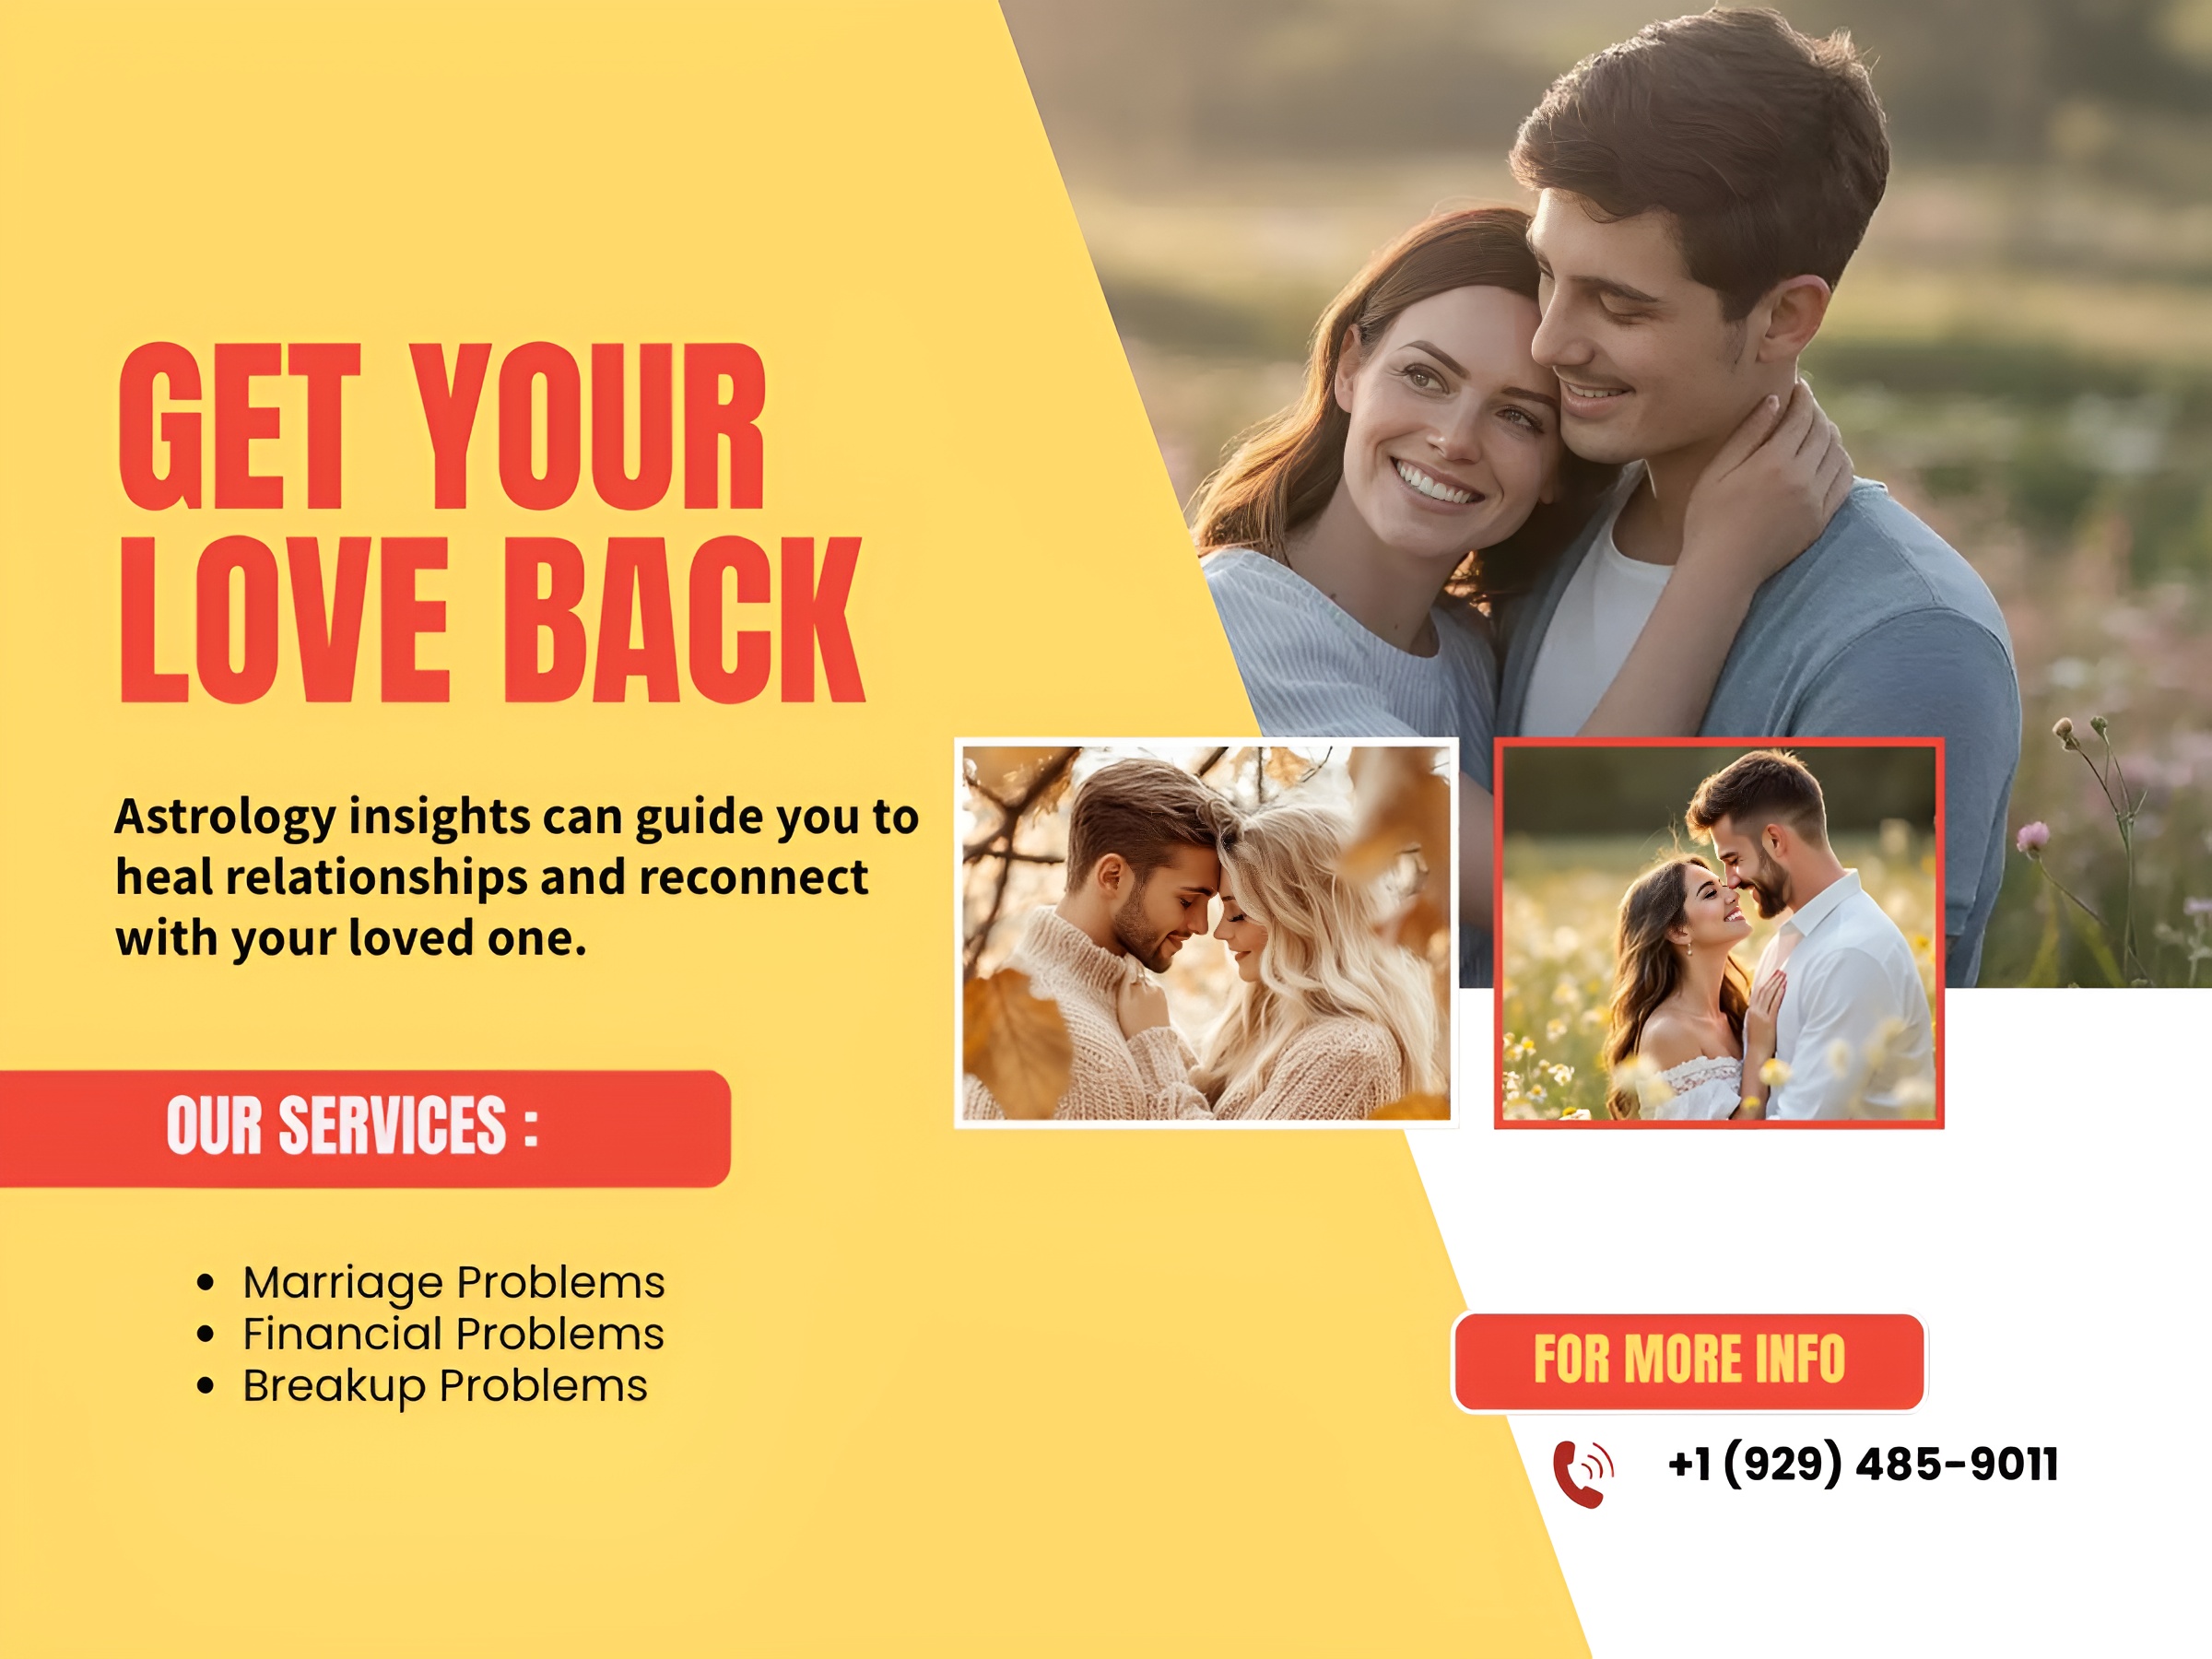 GET YOUR
LOVE BACK
Astrology insights can guide you to
heal relationships and reconnect
with your loved one.
OUR SERVICES :
• Marriage Problems
• Financial Problems
• Breakup Problems
FOR MORE INFO
+1 (929) 485-9011